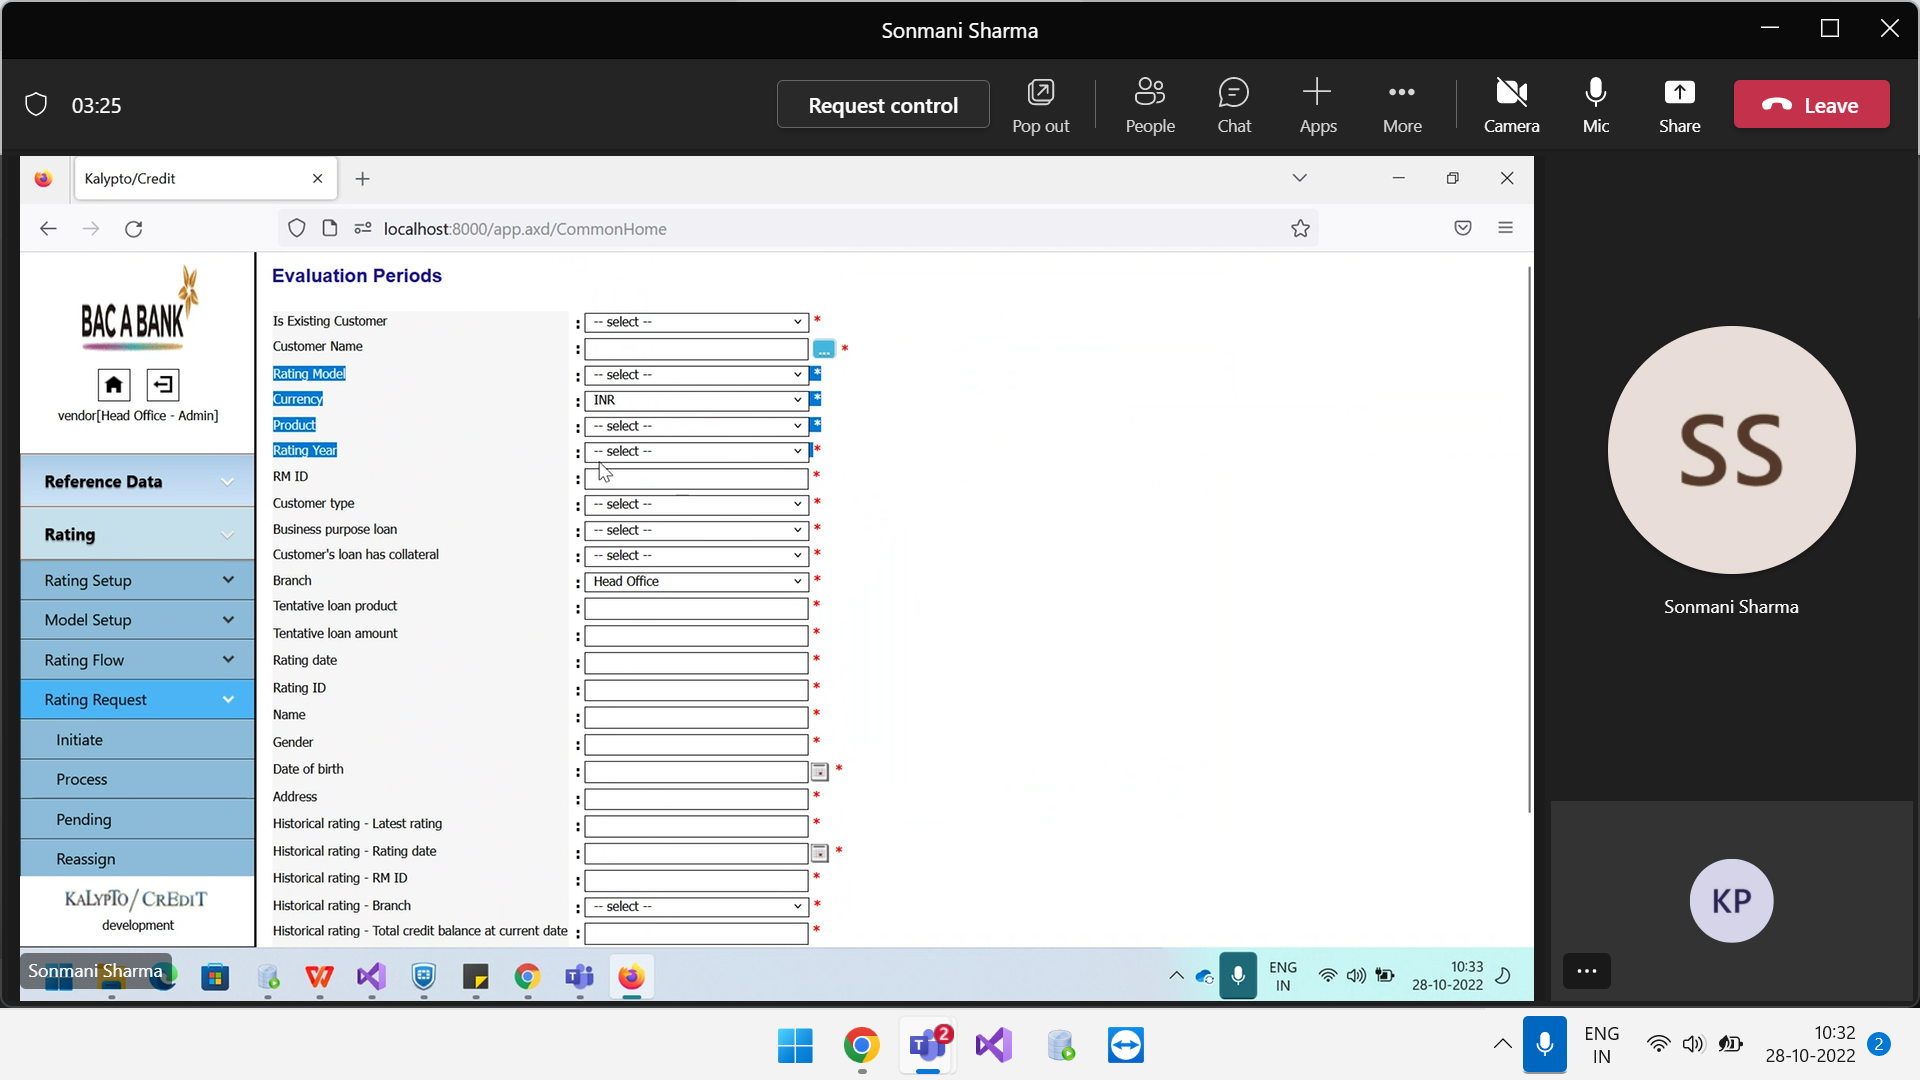 Sonmani Sharma
03:25
Request control
Pop out
People
Chat
Apps
More
Camera
Mic
Share
Leave
Kalypto/Credit
localhost:8000/app.axd/CommonHome
BAC A BANK
vendor[Head Office - Admin]
Reference Data
Rating
Rating Setup
Model Setup
Rating Flow
Rating Request
Initiate
Process
Pending
Reassign
KALYPTO/CREDIT
development
Evaluation Periods
Is Existing Customer : -- select -- *
Customer Name : ... *
Rating Model : -- select -- *
Currency : INR *
Product : -- select -- *
Rating Year : -- select -- *
RM ID : *
Customer type : -- select -- *
Business purpose loan : -- select -- *
Customer's loan has collateral : -- select -- *
Branch : Head Office *
Tentative loan product : *
Tentative loan amount : *
Rating date : *
Rating ID : *
Name : *
Gender : *
Date of birth : *
Address : *
Historical rating - Latest rating : *
Historical rating - Rating date : *
Historical rating - RM ID : *
Historical rating - Branch : -- select -- *
Historical rating - Total credit balance at current date : *
SS
Sonmani Sharma
KP
Sonmani Sharma
ENG
IN
10:33
28-10-2022
2
ENG
IN
10:32
28-10-2022
2